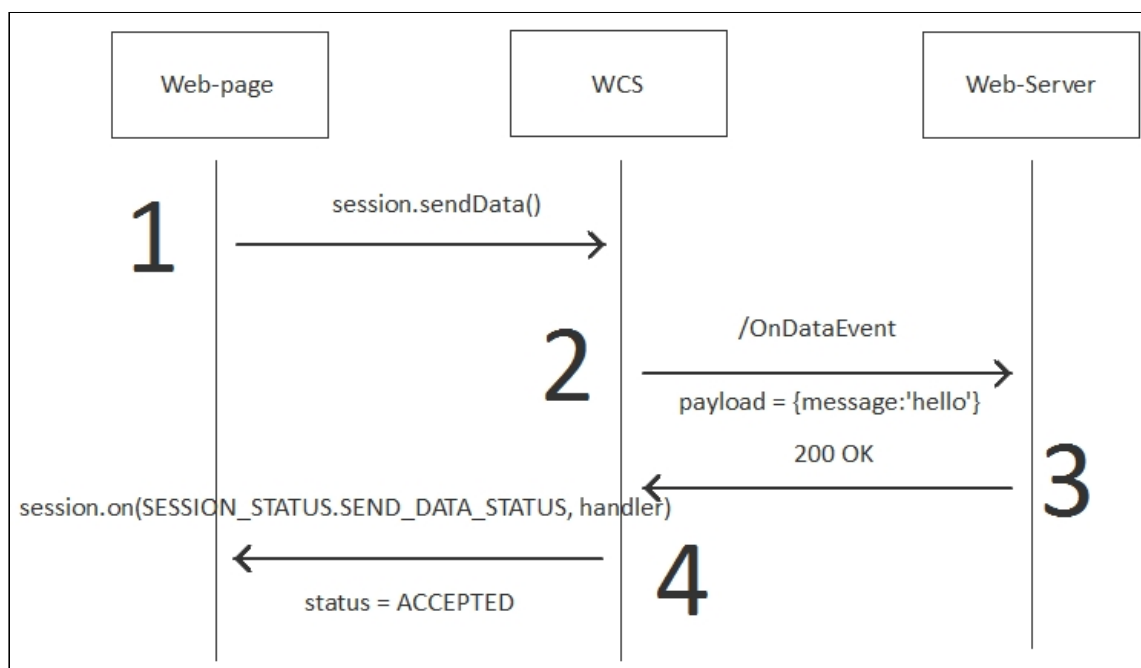 Web-page
WCS
Web-Server
1
session.sendData()
2
/OnDataEvent
payload = {message:'hello'}
200 OK
3
session.on(SESSION_STATUS.SEND_DATA_STATUS, handler)
4
status = ACCEPTED